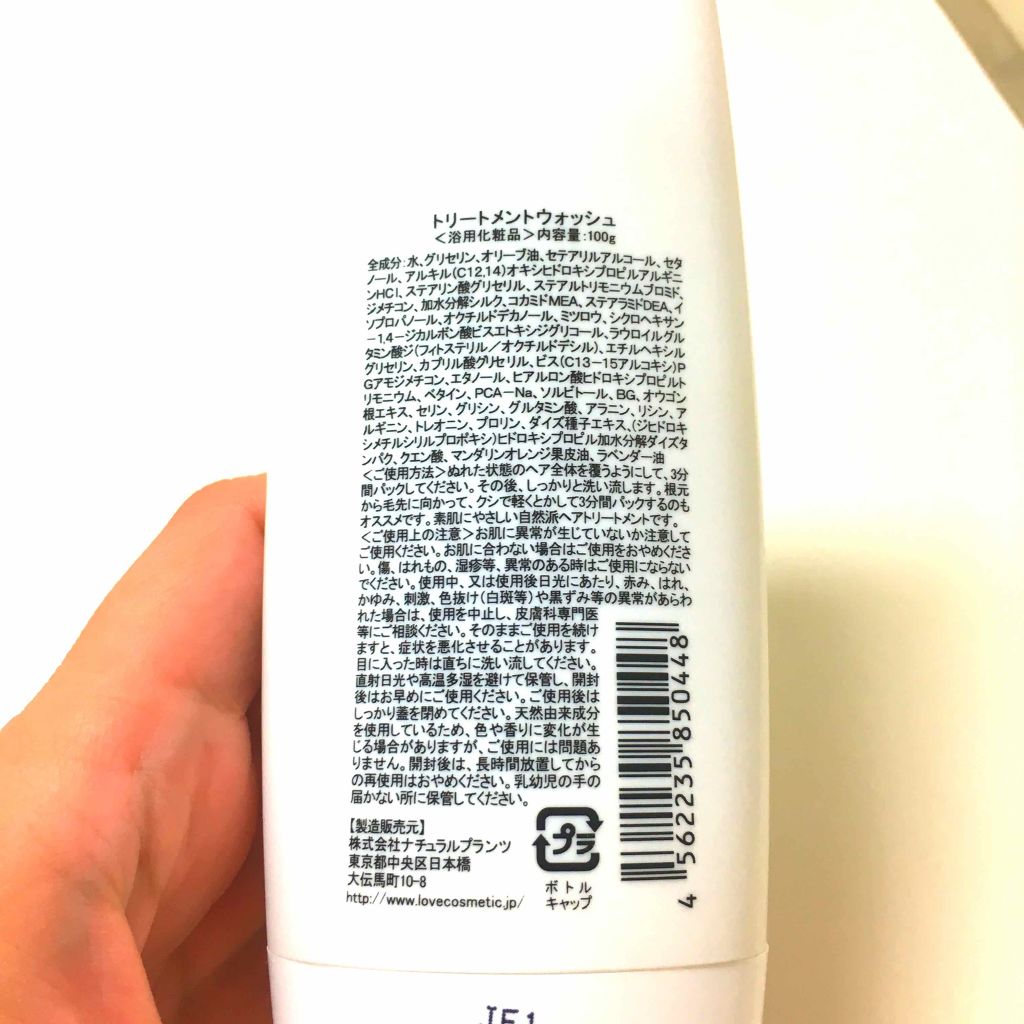 トリートメントウォッシュ
＜浴用化粧品＞内容量:100g
全成分:水、グリセリン、オリーブ油、セテアリルアルコール、セタ
ノール、アルキル(C12,14)オキシヒドロキシプロピルアルギニ
ンHCl、ステアリン酸グリセリル、ステアルトリモニウムブロミド、
ジメチコン、加水分解シルク、コカミドMEA、ステアラミドDEA、イ
ソプロパノール、オクチルドデカノール、ミツロウ、シクロヘキサン
-1,4-ジカルボン酸ビスエトキシジグリコール、ラウロイルグル
タミン酸ジ(フィトステリル／オクチルドデシル)、エチルヘキシル
グリセリン、カプリル酸グリセリル、ビス(C13-15アルコキシ)P
Gアモジメチコン、エタノール、ヒアルロン酸ヒドロキシプロピルト
リモニウム、ベタイン、PCA-Na、ソルビトール、BG、オウゴン
根エキス、セリン、グリシン、グルタミン酸、アラニン、リシン、ア
ルギニン、トレオニン、プロリン、ダイズ種子エキス、(ジヒドロキ
シメチルシリルプロポキシ)ヒドロキシプロピル加水分解ダイズタ
ンパク、クエン酸、マンダリンオレンジ果皮油、ラベンダー油
＜ご使用方法＞ぬれた状態のヘア全体を覆うようにして、3分
間パックしてください。その後、しっかりと洗い流します。根元
から毛先に向かって、クシで軽くとかして3分間パックするのも
オススメです。素肌にやさしい自然派ヘアトリートメントです。
＜ご使用上の注意＞お肌に異常が生じていないか注意して
ご使用ください。お肌に合わない場合はご使用をおやめくださ
い。傷、はれもの、湿疹等、異常のある時はご使用にならない
でください。使用中、又は使用後日光にあたり、赤み、はれ、
かゆみ、刺激、色抜け(白斑等)や黒ずみ等の異常があらわ
れた場合は、使用を中止し、皮膚科専門医
等にご相談ください。そのままご使用を続け
ますと、症状を悪化させることがあります。
目に入った時は直ちに洗い流してください。
直射日光や高温多湿を避けて保管し、開封
後はお早めにご使用ください。ご使用後は
しっかり蓋を閉めてください。天然由来成分
を使用しているため、色や香りに変化が生
じる場合がありますが、ご使用には問題あ
りません。開封後は、長時間放置してから
の再使用はおやめください。乳幼児の手の
届かない所に保管してください。
【製造販売元】
株式会社ナチュラルプランツ
東京都中央区日本橋
大伝馬町10-8
http://www.lovecosmetic.jp/
プラ
ボトル
キャップ
4562235850448
JF1